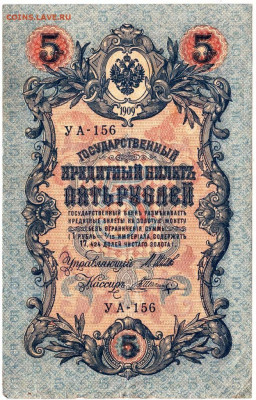 coins.lave.ru
5 5
1909
УА-156
ГОСУДАРСТВЕННЫЙ
КРЕДИТНЫЙ БИЛЕТЪ
ПЯТЬ РУБЛЕЙ
ГОСУДАРСТВЕННЫЙ БАНКЪ РАЗМѢНИВАЕТЪ
КРЕДИТНЫЕ БИЛЕТЫ НА ЗОЛОТУЮ МОНЕТУ
БЕЗЪ ОГРАНИЧЕНІЯ СУММЫ
1 РУБЛЬ = 1/15 ИМПЕРІАЛА, СОДЕРЖИТЪ
17,424 ДОЛЕЙ ЧИСТАГО ЗОЛОТА
Управляющій
Кассиръ
УА-156
5